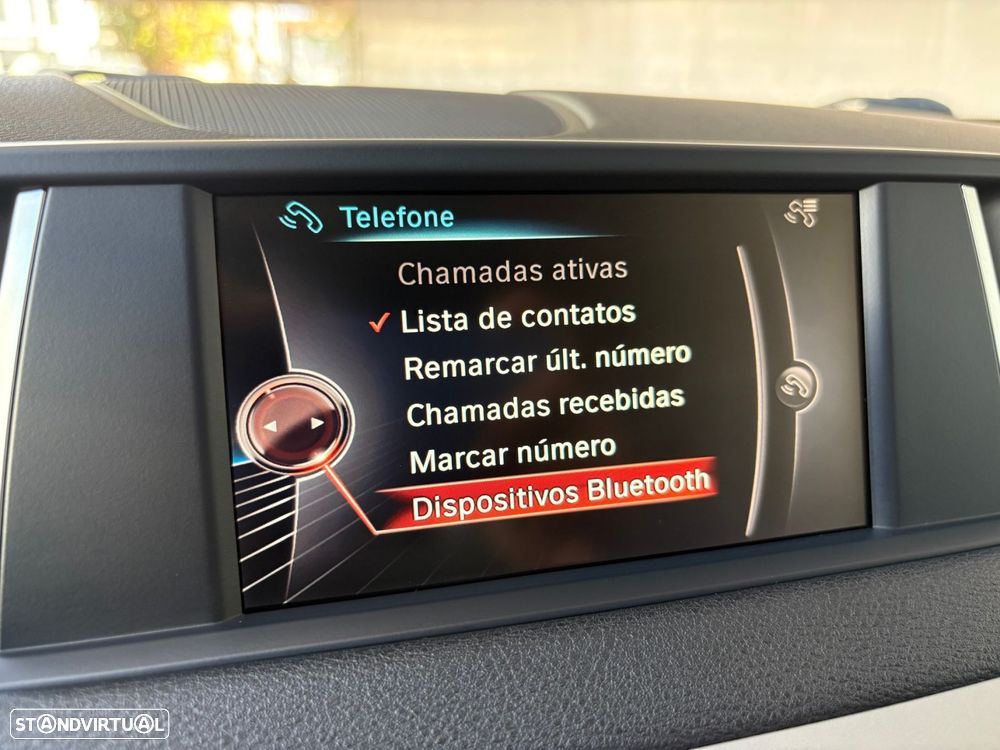 Telefone
Chamadas ativas
Lista de contatos
Remarcar últ. número
Chamadas recebidas
Marcar número
Dispositivos Bluetooth
STANDVIRTUAL